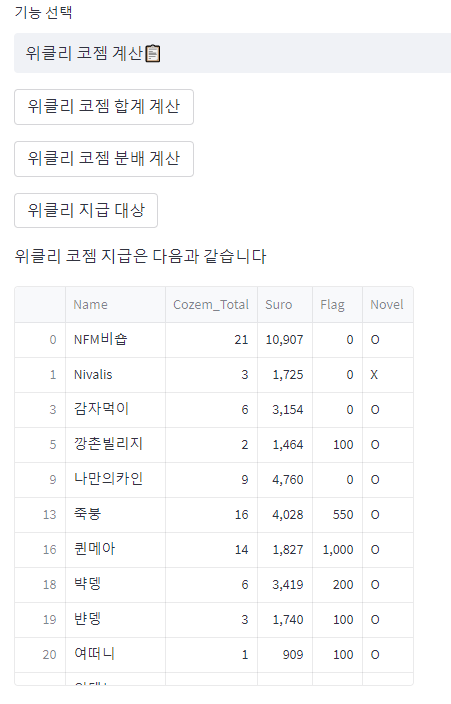 기능 선택
위클리 코젬 계산📋
위클리 코젬 합계 계산
위클리 코젬 분배 계산
위클리 지급 대상
위클리 코젬 지급은 다음과 같습니다
Name Cozem_Total Suro Flag Novel
0 NFM비숍 21 10,907 0 O
1 Nivalis 3 1,725 0 X
3 감자먹이 6 3,154 0 O
5 깡촌빌리지 2 1,464 100 O
9 나만의카인 9 4,760 0 O
13 죽붕 16 4,028 550 O
16 퀸메아 14 1,827 1,000 O
18 뱍뎅 6 3,419 200 O
19 뱐뎅 3 1,740 100 O
20 여떠니 1 909 100 O